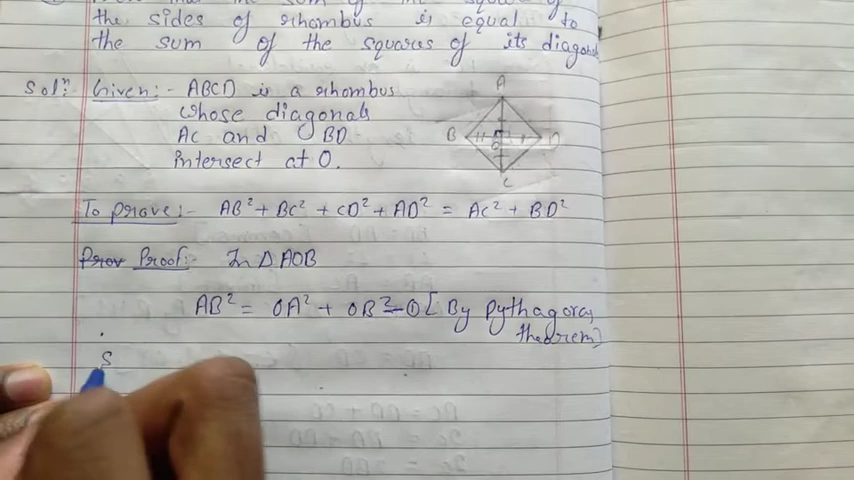 the sides of rhombus is equal to
the sum of the squares of its diagonals
Solⁿ: Given:- ABCD is a rhombus
whose diagonals
AC and BD
intersect at O.
A
B
O
D
C
To prove:- AB² + BC² + CD² + AD² = AC² + BD²
Prov Proof:- In Δ AOB
AB² = OA² + OB² — ① [ By Pythagoras
theorem]
S